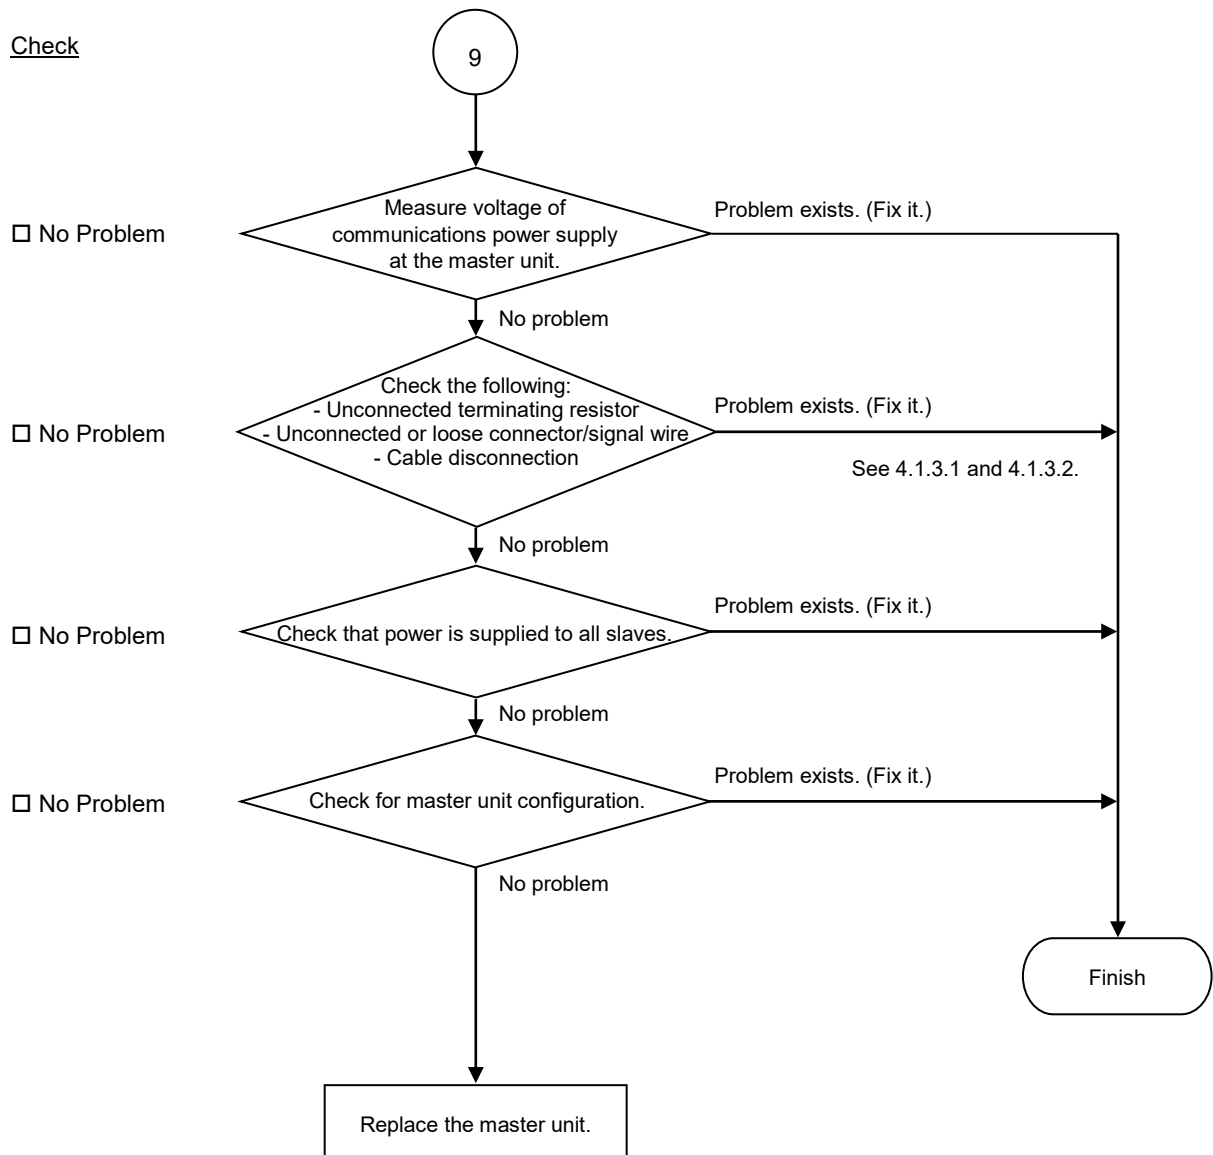 Check
9
Measure voltage of
communications power supply
at the master unit.
Problem exists. (Fix it.)
☐ No Problem
No problem
Check the following:
- Unconnected terminating resistor
- Unconnected or loose connector/signal wire
- Cable disconnection
Problem exists. (Fix it.)
☐ No Problem
See 4.1.3.1 and 4.1.3.2.
No problem
Problem exists. (Fix it.)
☐ No Problem
Check that power is supplied to all slaves.
No problem
Problem exists. (Fix it.)
☐ No Problem
Check for master unit configuration.
No problem
Finish
Replace the master unit.